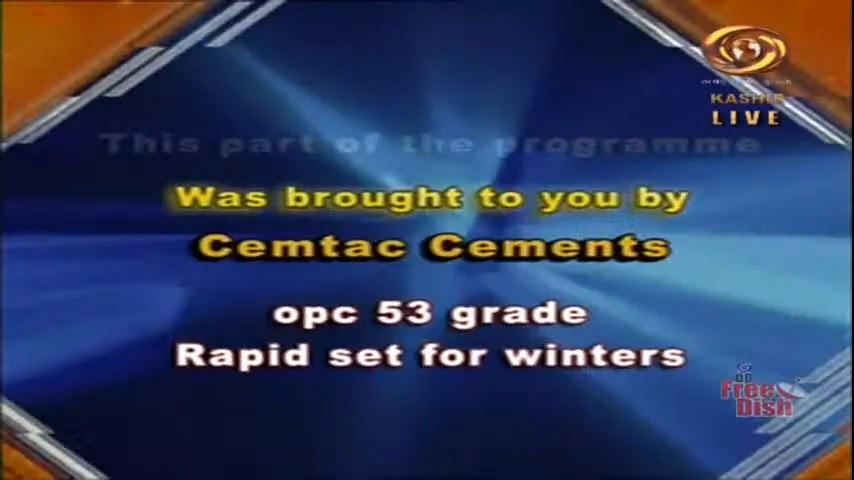 KASHIR
LIVE
This part of the programme
Was brought to you by
Cemtac Cements
opc 53 grade
Rapid set for winters
DD
Free
Dish